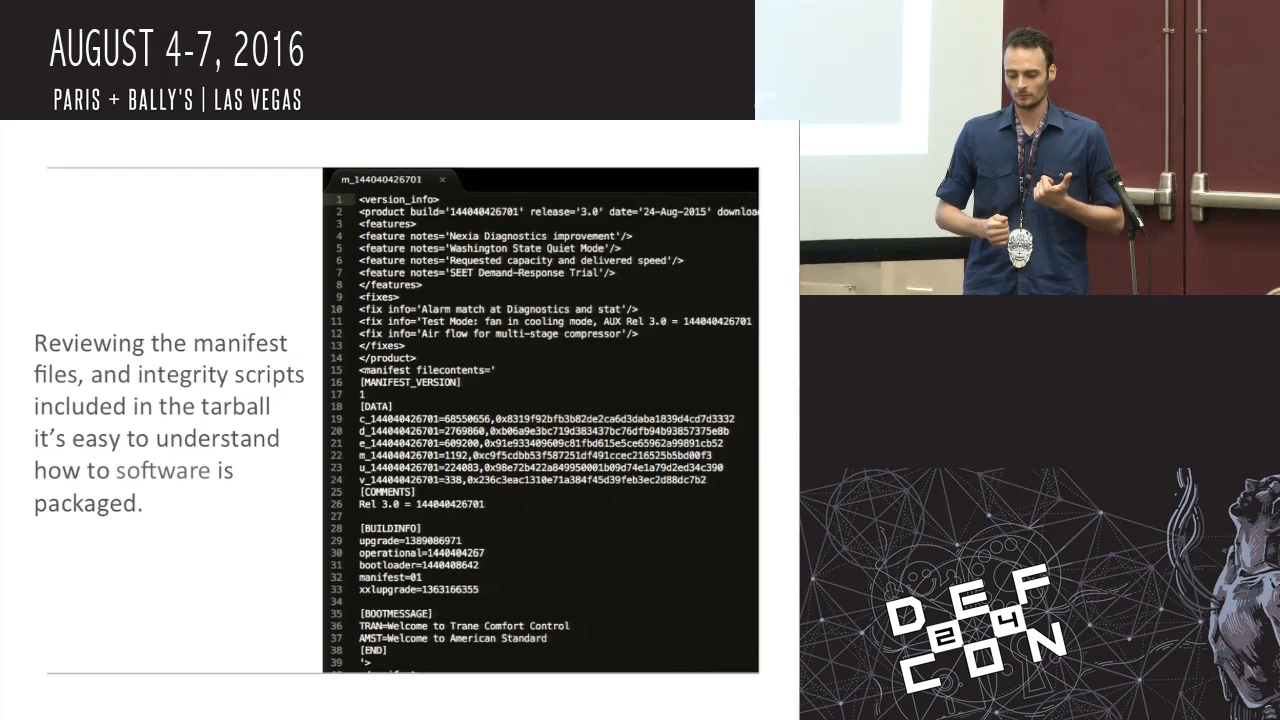 AUGUST 4-7, 2016
PARIS + BALLY'S | LAS VEGAS
Reviewing the manifest
files, and integrity scripts
included in the tarball
it's easy to understand
how to software is
packaged.
m_144040426701 ×
1 <version_info>
2 <product build='144040426701' release='3.0' date='24-Aug-2015' downloa
3 <features>
4 <feature notes='Nexia Diagnostics improvement'/>
5 <feature notes='Washington State Quiet Mode'/>
6 <feature notes='Requested capacity and delivered speed'/>
7 <feature notes='SEET Demand-Response Trial'/>
8 </features>
9 <fixes>
10 <fix info='Alarm match at Diagnostics and stat'/>
11 <fix info='Test Mode: fan in cooling mode, AUX Rel 3.0 = 144040426701
12 <fix info='Air flow for multi-stage compressor'/>
13 </fixes>
14 </product>
15 <manifest filecontents='
16 [MANIFEST_VERSION]
17 1
18 [DATA]
19 c_144040426701=68550656,0x8319f92bfb3b82de2ca6d3daba1839d4cd7d3332
20 d_144040426701=2769860,0xb06a9e3bc719d383437bc76dfb94b93857375e8b
21 e_144040426701=609200,0x91e933409609c81fbd615e5ce65962a99891cb52
22 m_144040426701=1192,0xc9f5cdbb53f587251df491ccec216525b5bd00f3
23 u_144040426701=224083,0x98e72b422a849950001b09d74e1a79d2ed34c390
24 v_144040426701=338,0x236c3eac1310e71a384f45d39feb3ec2d88dc7b2
25 [COMMENTS]
26 Rel 3.0 = 144040426701
27
28 [BUILDINFO]
29 upgrade=1389086971
30 operational=1440404267
31 bootloader=1440408642
32 manifest=01
33 xxlupgrade=1363166355
34
35 [BOOTMESSAGE]
36 TRAN=Welcome to Trane Comfort Control
37 AMST=Welcome to American Standard
38 [END]
39 '>
DEF
24
CON